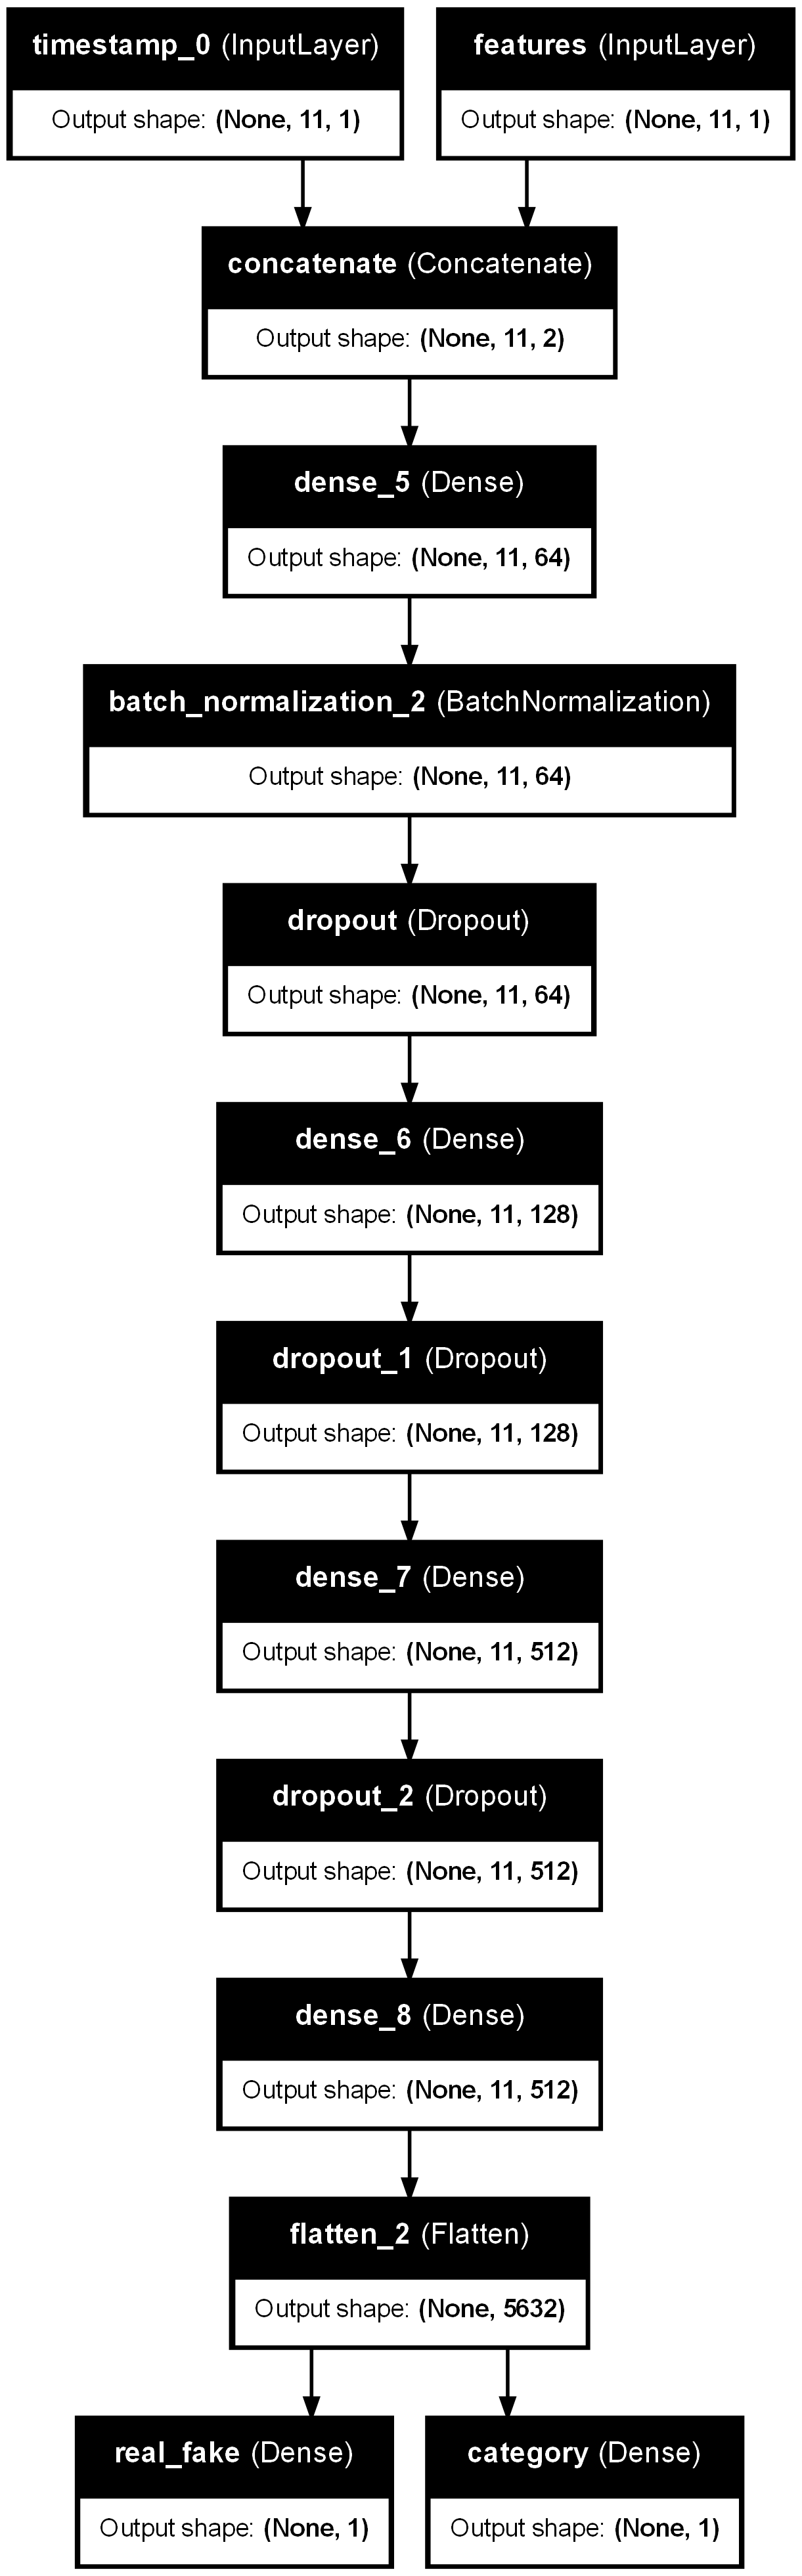 timestamp_0 (InputLayer)
Output shape: (None, 11, 1)
features (InputLayer)
Output shape: (None, 11, 1)
concatenate (Concatenate)
Output shape: (None, 11, 2)
dense_5 (Dense)
Output shape: (None, 11, 64)
batch_normalization_2 (BatchNormalization)
Output shape: (None, 11, 64)
dropout (Dropout)
Output shape: (None, 11, 64)
dense_6 (Dense)
Output shape: (None, 11, 128)
dropout_1 (Dropout)
Output shape: (None, 11, 128)
dense_7 (Dense)
Output shape: (None, 11, 512)
dropout_2 (Dropout)
Output shape: (None, 11, 512)
dense_8 (Dense)
Output shape: (None, 11, 512)
flatten_2 (Flatten)
Output shape: (None, 5632)
real_fake (Dense)
Output shape: (None, 1)
category (Dense)
Output shape: (None, 1)